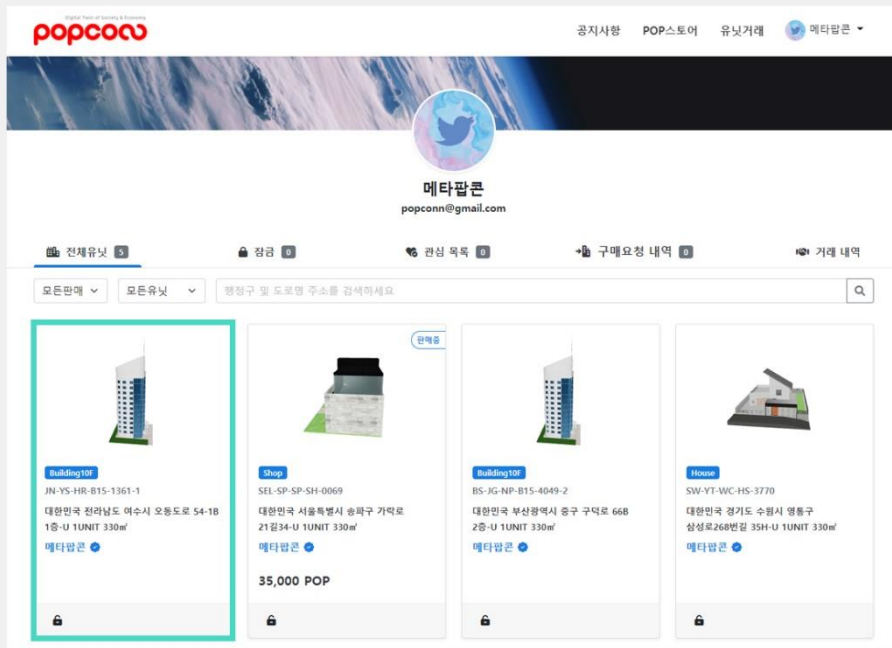 Digital Twin of Society & Economy
popcon
공지사항 POP스토어 유닛거래 메타팝콘
메타팝콘
popconn@gmail.com
전체유닛 5 잠금 0 관심 목록 0 구매요청 내역 0 거래 내역
모든판매 모든유닛 행정구 및 도로명 주소를 검색하세요
Building10F
JN-YS-HR-B15-1361-1
대한민국 전라남도 여수시 오동도로 54-1B
1층-U 1UNIT 330㎡
메타팝콘
판매중
Shop
SEL-SP-SP-SH-0069
대한민국 서울특별시 송파구 가락로
21길34-U 1UNIT 330㎡
메타팝콘
35,000 POP
Building10F
BS-JG-NP-B15-4049-2
대한민국 부산광역시 중구 구덕로 66B
2층-U 1UNIT 330㎡
메타팝콘
House
SW-YT-WC-HS-3770
대한민국 경기도 수원시 영통구
삼성로268번길 35H-U 1UNIT 330㎡
메타팝콘